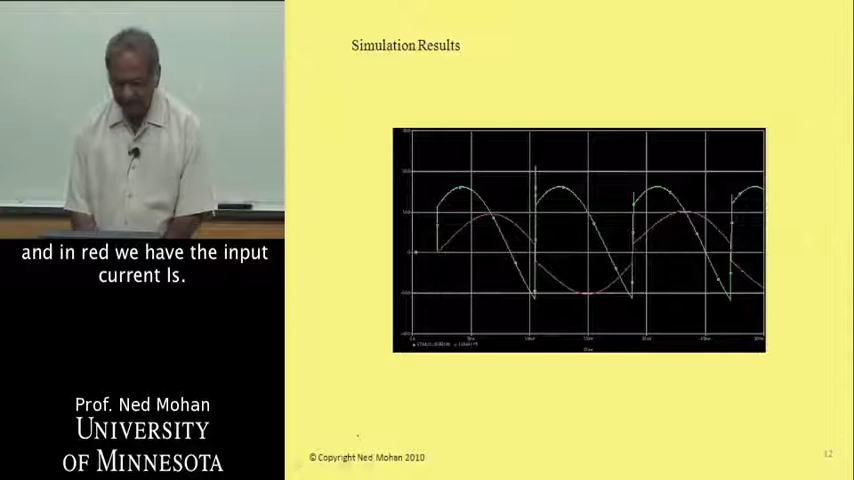 Simulation Results
and in red we have the input
current Is.
Prof. Ned Mohan
UNIVERSITY
OF MINNESOTA
© Copyright Ned Mohan 2010
12